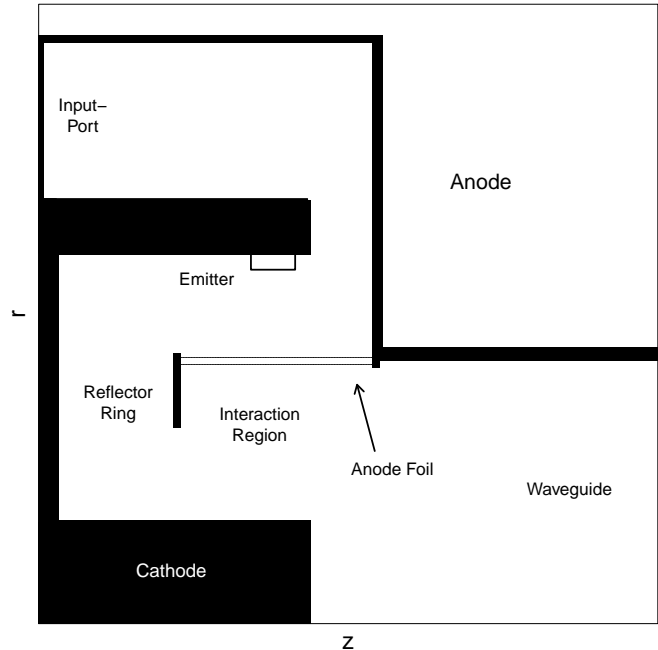 Input−
Port
Anode
Emitter
r
Reflector
Ring
Interaction
Region
Anode Foil
Waveguide
Cathode
z